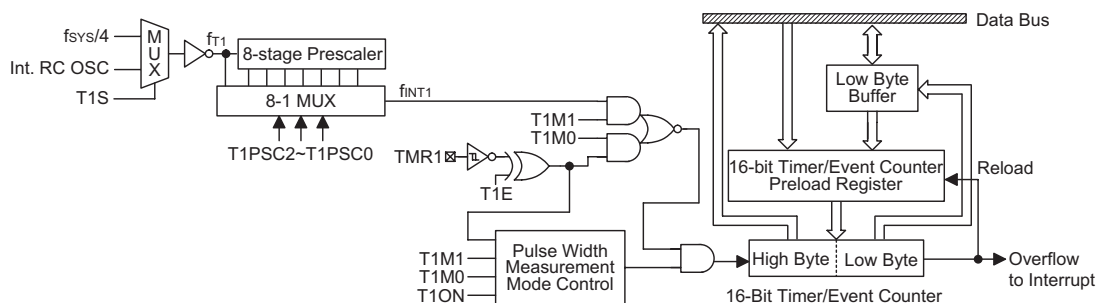 Data Bus
fSYS/4
MUX
fT1
8-stage Prescaler
Int. RC OSC
Low Byte
Buffer
T1S
8-1 MUX
fINT1
T1M1
T1M0
T1PSC2~T1PSC0
TMR1
T1E
16-bit Timer/Event Counter
Preload Register
Reload
T1M1
T1M0
T1ON
Pulse Width
Measurement
Mode Control
High Byte
Low Byte
Overflow
to Interrupt
16-Bit Timer/Event Counter